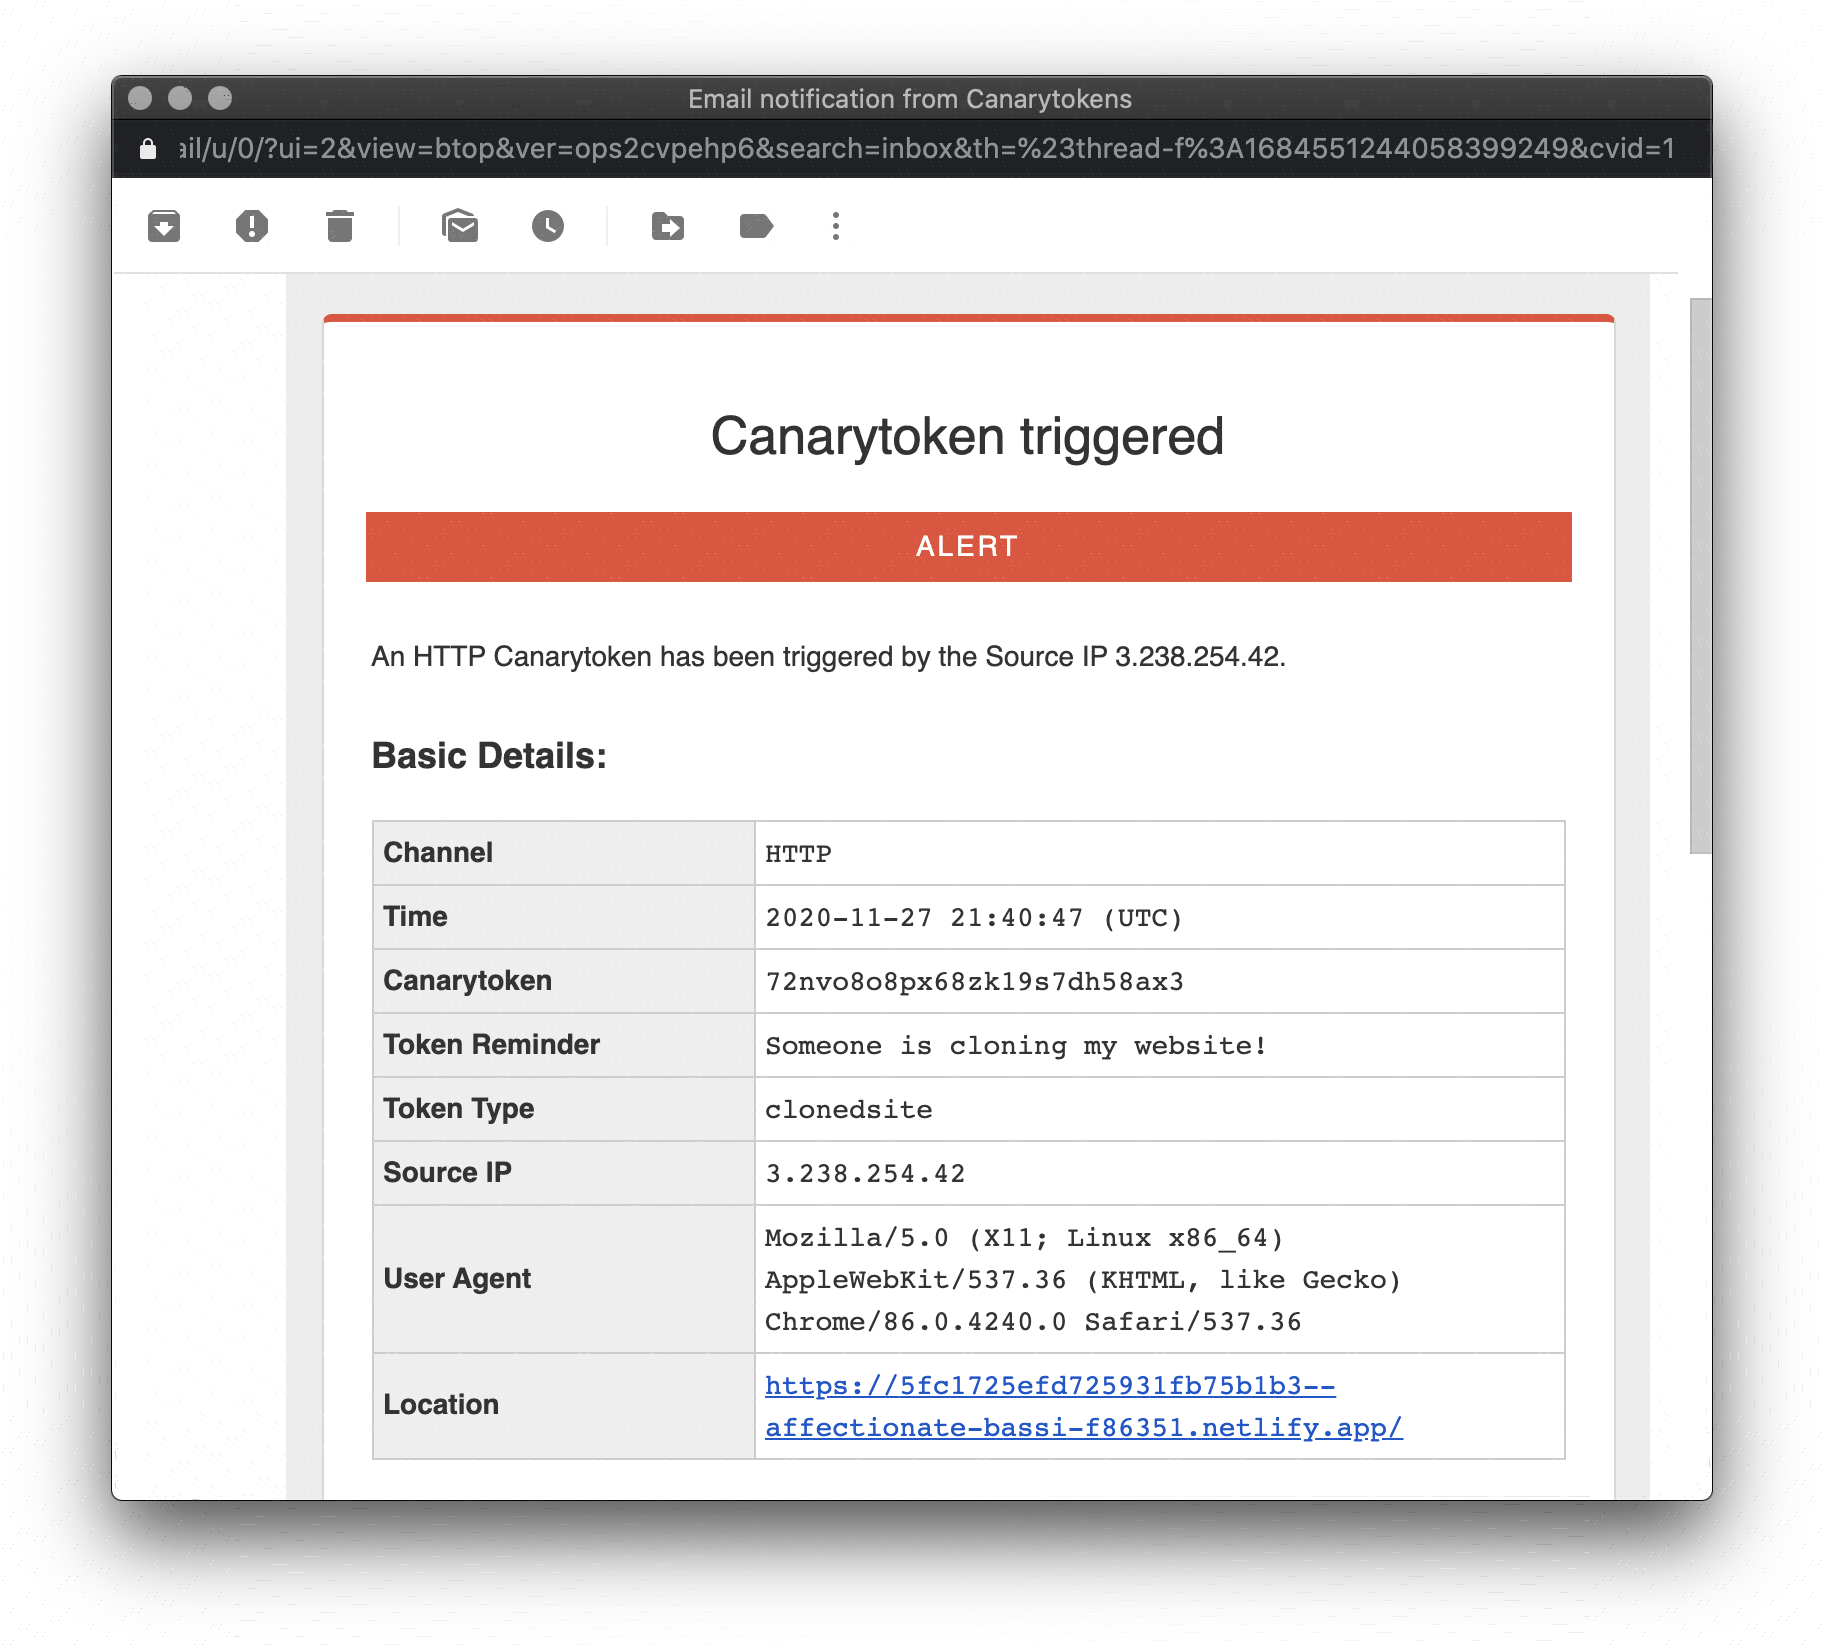 Email notification from Canarytokens
ail/u/0/?ui=2&view=btop&ver=ops2cvpehp6&search=inbox&th=%23thread-f%3A1684551244058399249&cvid=1
Canarytoken triggered
ALERT
An HTTP Canarytoken has been triggered by the Source IP 3.238.254.42.
Basic Details:
Channel HTTP
Time 2020-11-27 21:40:47 (UTC)
Canarytoken 72nvo8o8px68zk19s7dh58ax3
Token Reminder Someone is cloning my website!
Token Type clonedsite
Source IP 3.238.254.42
User Agent Mozilla/5.0 (X11; Linux x86_64)
AppleWebKit/537.36 (KHTML, like Gecko)
Chrome/86.0.4240.0 Safari/537.36
Location https://5fc1725efd725931fb75b1b3--
affectionate-bassi-f86351.netlify.app/